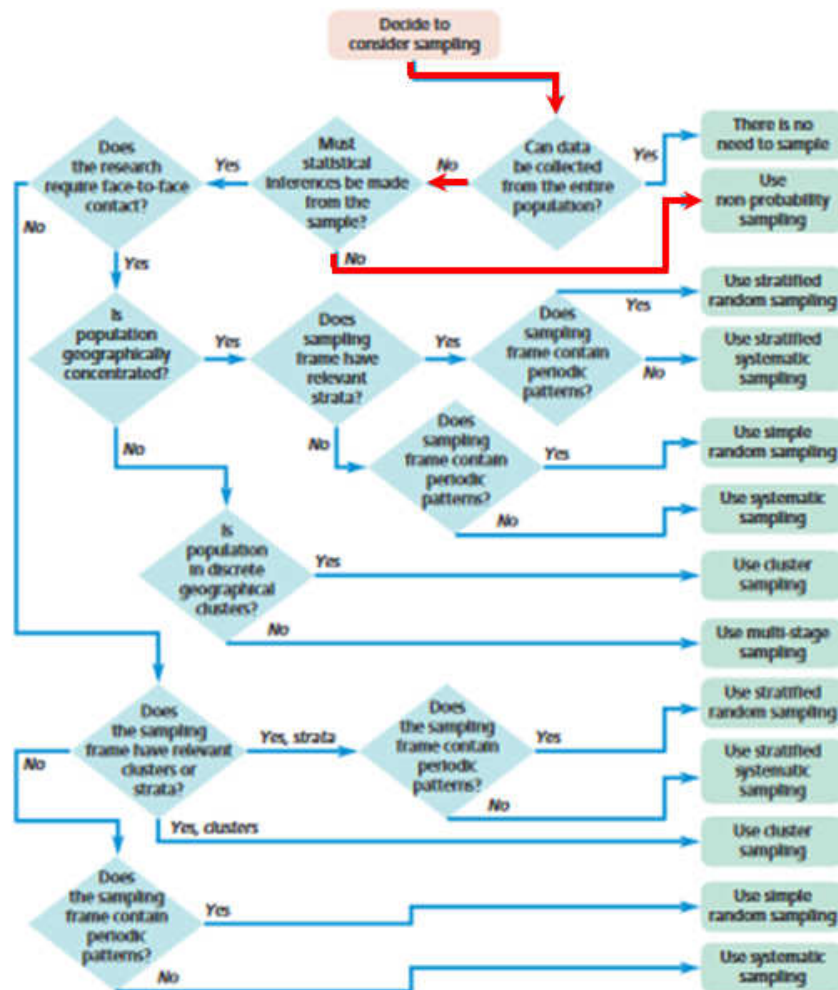 Decide to
consider sampling
Does
the research
require face-to-face
contact?
Yes
Must
statistical
inferences be made
from the
sample?
No
Can data
be collected
from the entire
population?
Yes
There is no
need to sample
Use
non probability
sampling
No
No
Yes
Is
population
geographically
concentrated?
Yes
Does
sampling
frame have
relevant
strata?
Yes
Does
sampling
frame contain
periodic
patterns?
Yes
Use stratified
random sampling
No
Use stratified
systematic
sampling
No
No
Does
sampling
frame contain
periodic
patterns?
Yes
Use simple
random sampling
No
Use systematic
sampling
Is
population
in discrete
geographical
clusters?
Yes
Use cluster
sampling
No
Use multi-stage
sampling
Does
the sampling
frame have relevant
clusters or
strata?
Yes, strata
Does
the sampling
frame contain
periodic
patterns?
Yes
Use stratified
random sampling
No
Use stratified
systematic
sampling
No
Yes, clusters
Use cluster
sampling
Does
the sampling
frame contain
periodic
patterns?
Yes
Use simple
random sampling
No
Use systematic
sampling